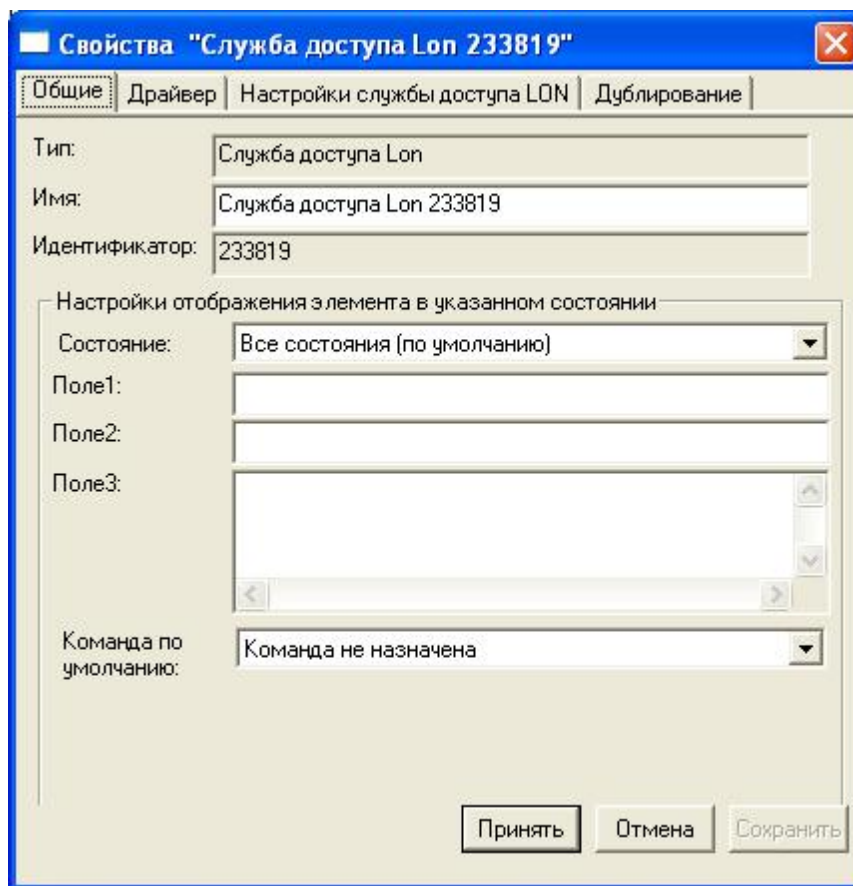 Свойства "Служба доступа Lon 233819"
Общие Драйвер Настройки службы доступа LON Дублирование
Тип: Служба доступа Lon
Имя: Служба доступа Lon 233819
Идентификатор: 233819
Настройки отображения элемента в указанном состоянии
Состояние: Все состояния (по умолчанию)
Поле1:
Поле2:
Поле3:
Команда по
умолчанию: Команда не назначена
Принять Отмена Сохранить